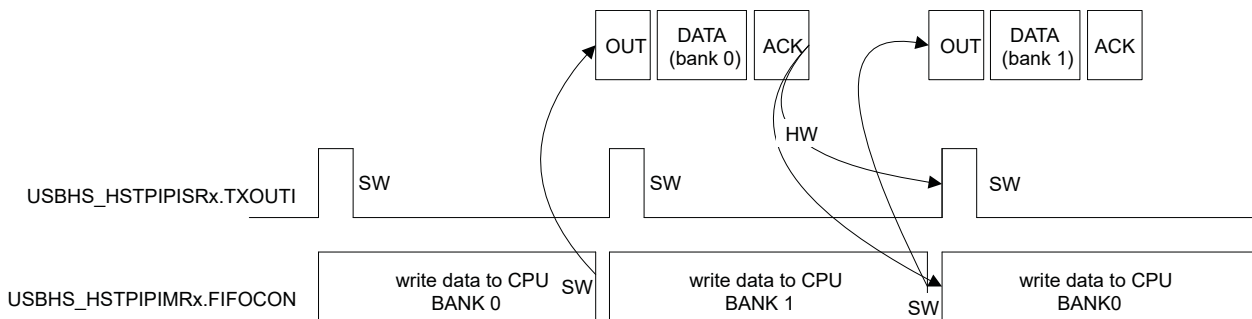 OUT DATA (bank 0) ACK OUT DATA (bank 1) ACK
HW
USBHS_HSTPIPISRx.TXOUTI SW SW SW
write data to CPU write data to CPU write data to CPU
USBHS_HSTPIPIMRx.FIFOCON BANK 0 SW BANK 1 SW BANK0